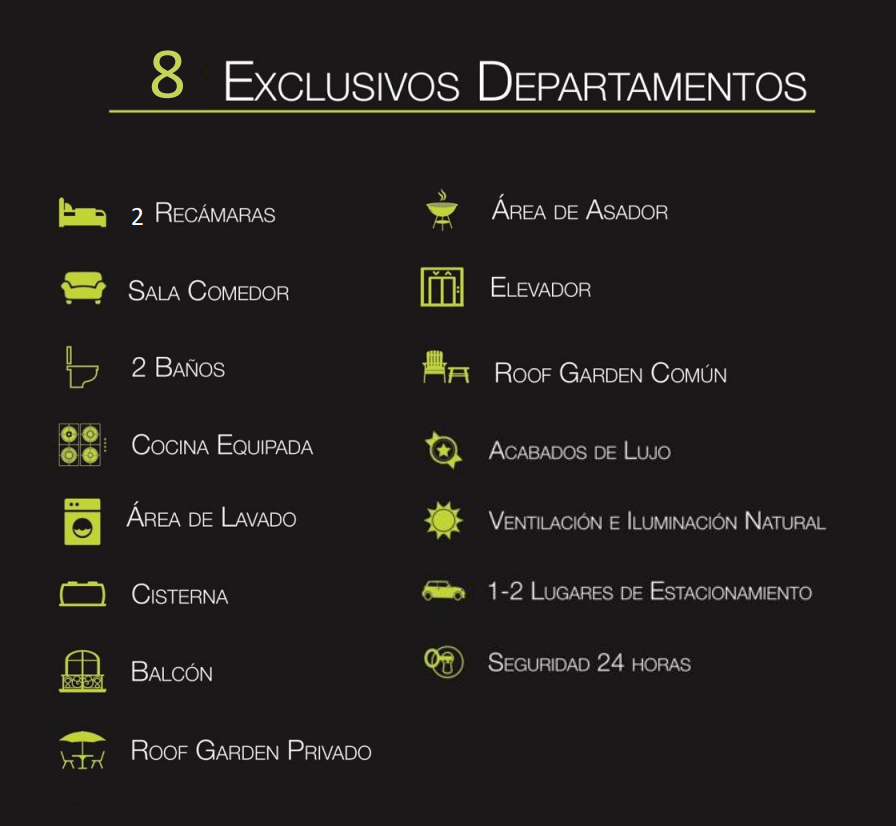 8 Exclusivos Departamentos
2 Recámaras
Sala Comedor
2 Baños
Cocina Equipada
Área de Lavado
Cisterna
Balcón
Roof Garden Privado
Área de Asador
Elevador
Roof Garden Común
Acabados de Lujo
Ventilación e Iluminación Natural
1-2 Lugares de Estacionamiento
Seguridad 24 horas